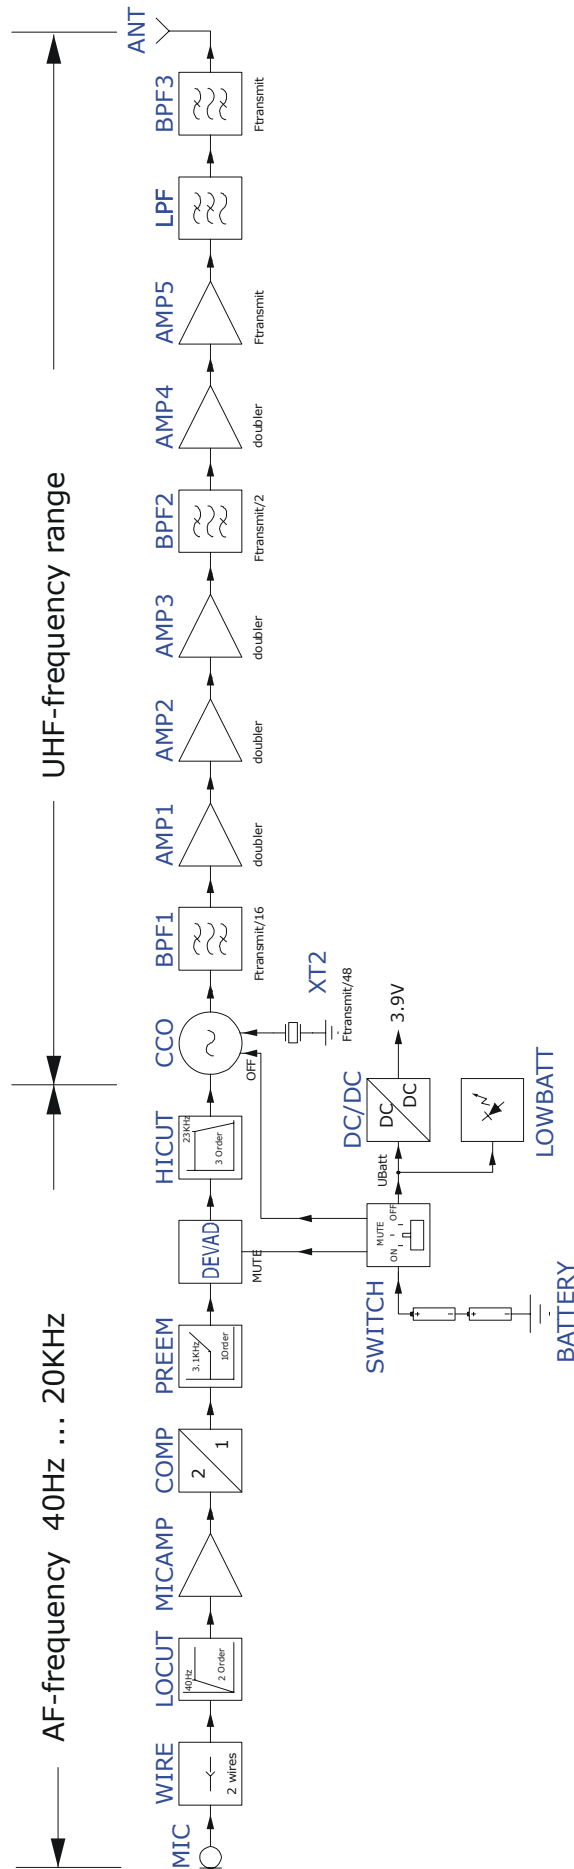 AF-frequency 40Hz ... 20KHz
UHF-frequency range
MIC
WIRE
2 wires
LOCUT
40Hz
2 Order
MICAMP
COMP
2
1
PREEM
3.1KHz
1Order
DEVAD
MUTE
HICUT
23KHz
3 Order
CCO
OFF
BPF1
Ftransmit/16
AMP1
doubler
AMP2
doubler
AMP3
doubler
BPF2
Ftransmit/2
AMP4
doubler
AMP5
Ftransmit
LPF
BPF3
Ftransmit
ANT
XT2
Ftransmit/48
SWITCH
ON
MUTE
OFF
UBatt
DC/DC
DC
DC
3.9V
BATTERY
+
-
+
-
LOWBATT